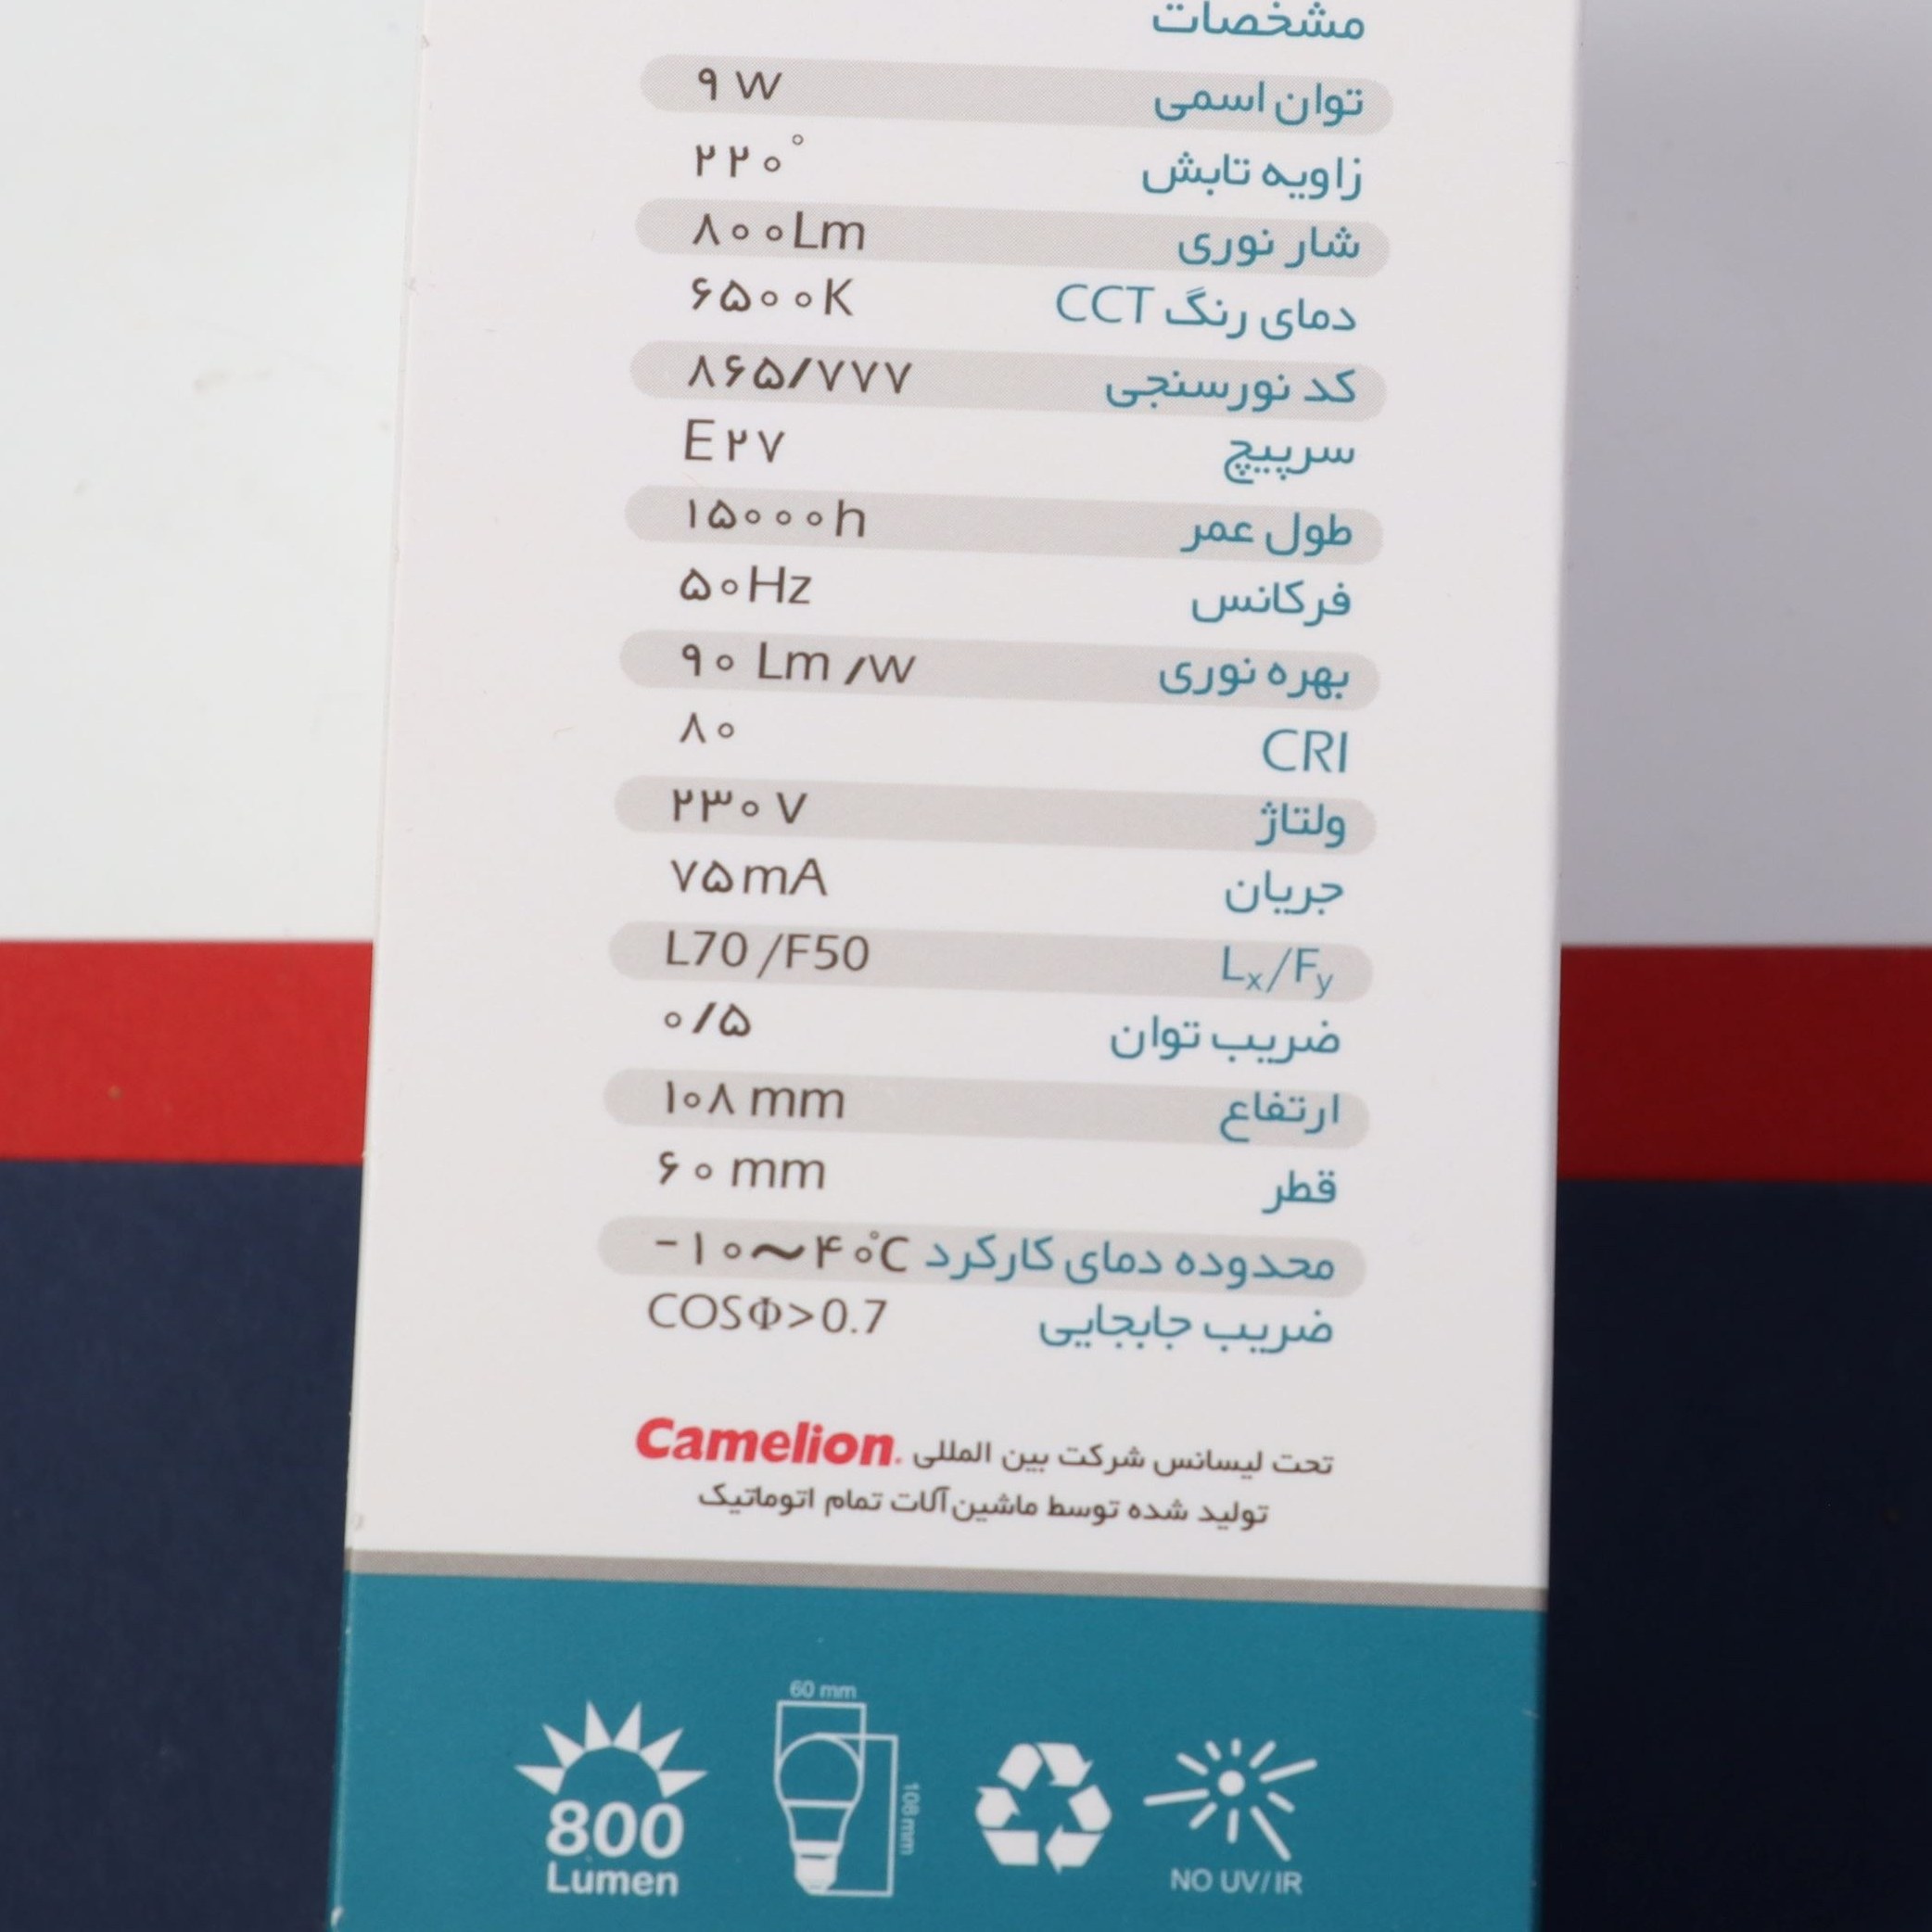 مشخصات
توان اسمی ۹ W
زاویه تابش ۲۲۰°
شار نوری ۸۰۰Lm
دمای رنگ CCT ۶۵۰۰K
کد نورسنجی ۸۶۵/۷۷۷
سرپیچ E۲۷
طول عمر ۱۵۰۰۰h
فرکانس ۵۰Hz
بهره نوری ۹۰ Lm /W
CRI ۸۰
ولتاژ ۲۳۰ V
جریان ۷۵mA
Lx/Fy L70 /F50
ضریب توان ۰/۵
ارتفاع ۱۰۸ mm
قطر ۶۰ mm
محدوده دمای کارکرد -۱۰~۴۰°C
ضریب جابجایی COSΦ>0.7
تحت لیسانس شرکت بین المللی Camelion.
تولید شده توسط ماشین‌آلات تمام اتوماتیک
60 mm
108 mm
800
Lumen
NO UV/IR